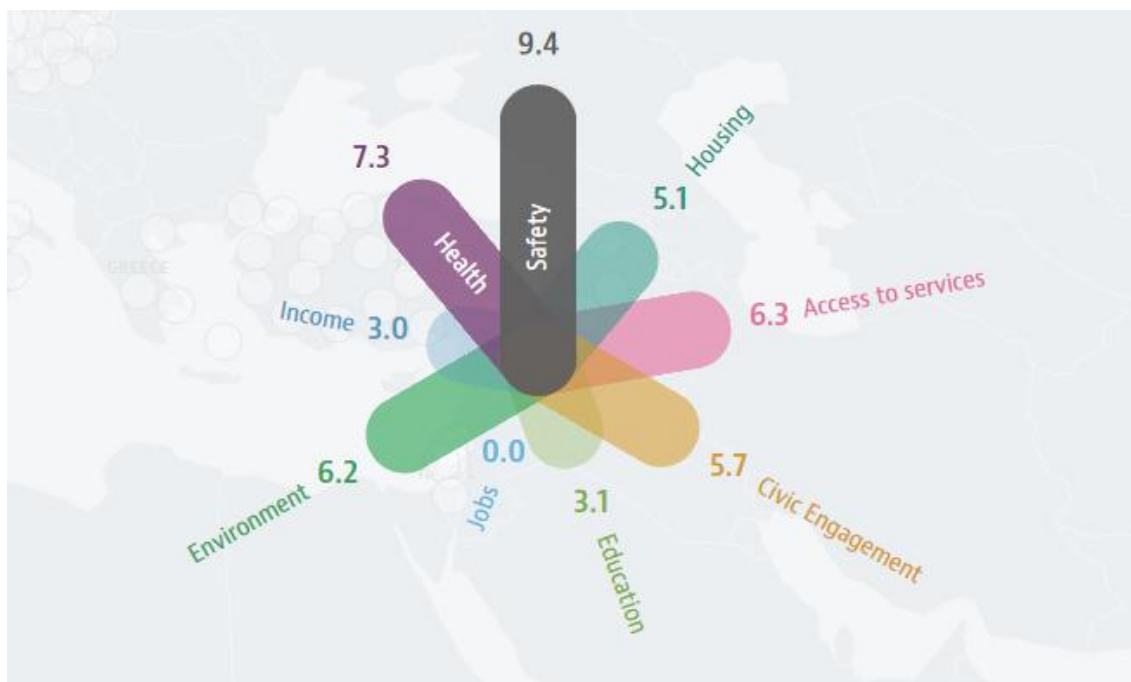 9.4
Safety
5.1
Housing
6.3
Access to services
5.7
Civic Engagement
3.1
Education
0.0
Jobs
6.2
Environment
Income
3.0
7.3
Health
GREECE